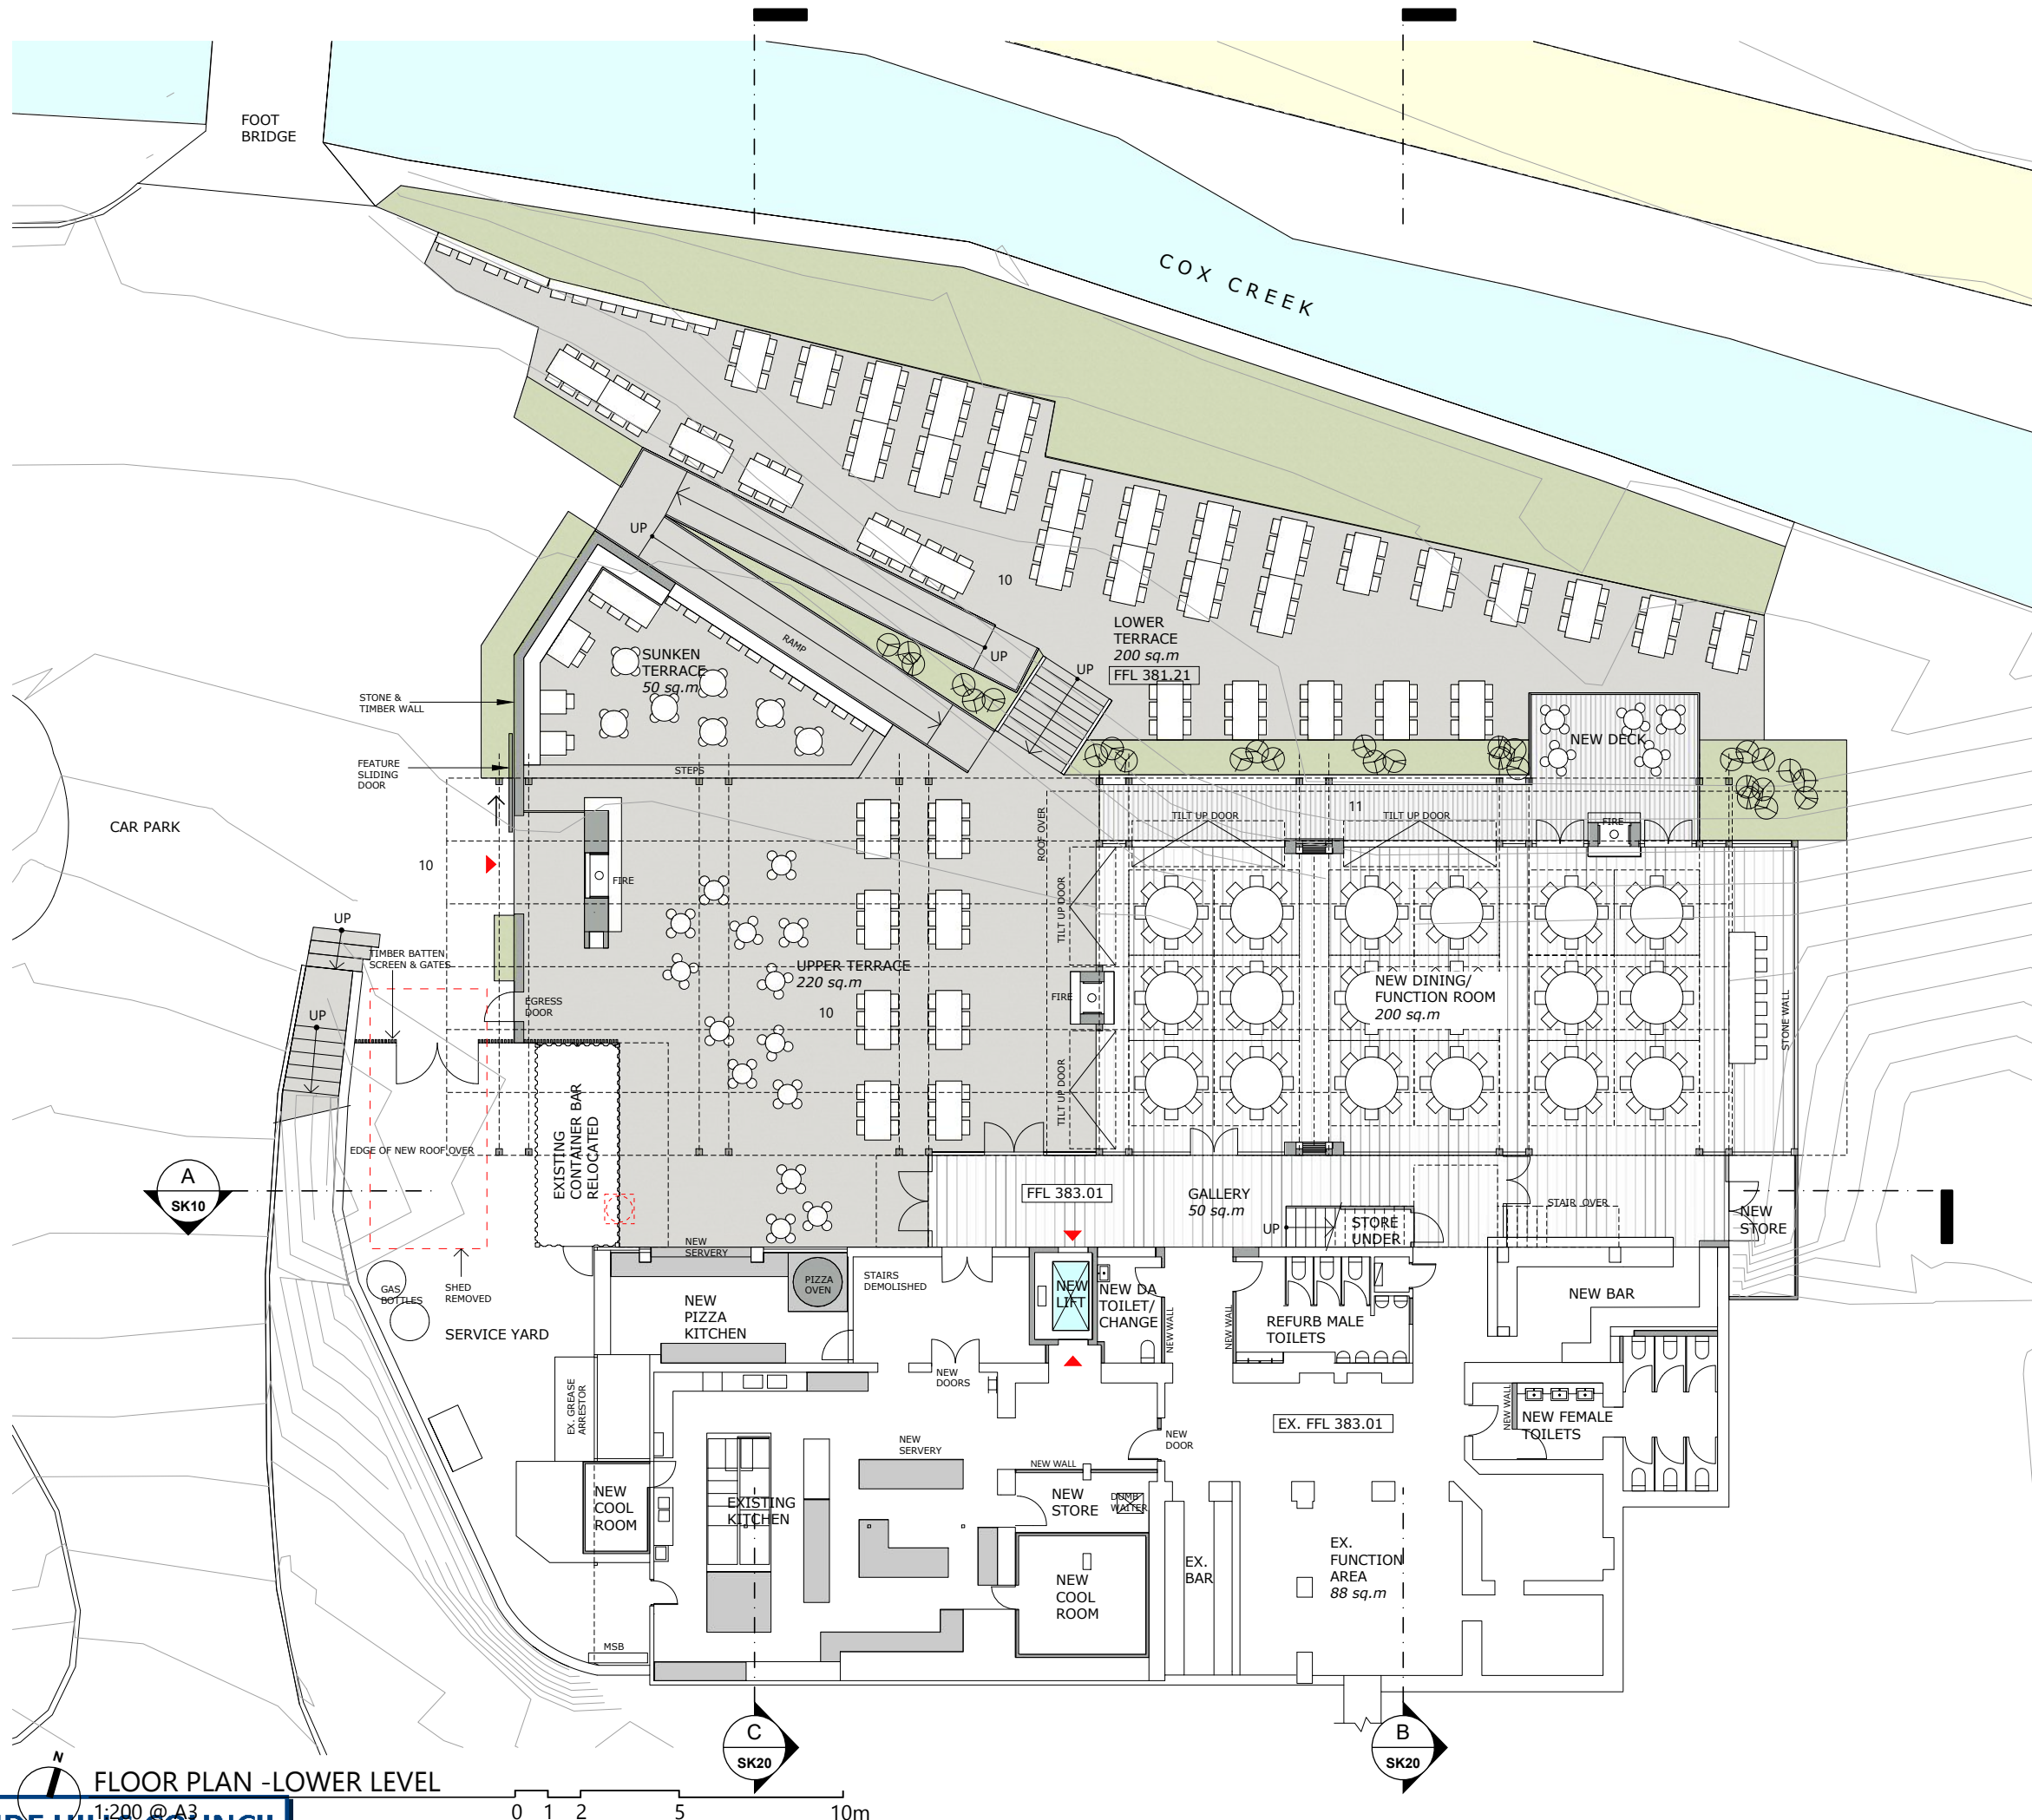 FOOT
BRIDGE
COX CREEK
UP
10
LOWER
TERRACE
200 sq.m
FFL 381.21
UP
UP
RAMP
SUNKEN
TERRACE
50 sq.m
STONE &
TIMBER WALL
FEATURE
SLIDING
DOOR
STEPS
NEW DECK
CAR PARK
10
FIRE
ROOF OVER
11
TILT UP DOOR
TILT UP DOOR
FIRE
TILT UP DOOR
UP
TIMBER BATTEN
SCREEN & GATES
UPPER TERRACE
220 sq.m
10
FIRE
NEW DINING/
FUNCTION ROOM
200 sq.m
STONE WALL
EGRESS
DOOR
UP
TILT UP DOOR
EXISTING
CONTAINER BAR
RELOCATED
EDGE OF NEW ROOF OVER
A
SK10
FFL 383.01
GALLERY
50 sq.m
UP
STORE
UNDER
STAIR OVER
NEW
STORE
NEW
SERVERY
PIZZA
OVEN
STAIRS
DEMOLISHED
NEW
LIFT
NEW DA
TOILET/
CHANGE
NEW WALL
NEW WALL
REFURB MALE
TOILETS
NEW BAR
GAS
BOTTLES
SHED
REMOVED
SERVICE YARD
NEW
PIZZA
KITCHEN
NEW
DOORS
EX. GREASE
ARRESTOR
EX. FFL 383.01
NEW WALL
NEW FEMALE
TOILETS
NEW
SERVERY
NEW
DOOR
NEW WALL
NEW
COOL
ROOM
EXISTING
KITCHEN
NEW
STORE
DUMB
WAITER
EX.
BAR
EX.
FUNCTION
AREA
88 sq.m
NEW
COOL
ROOM
MSB
C
SK20
B
SK20
N
FLOOR PLAN -LOWER LEVEL
1:200 @ A3
0 1 2 5 10m